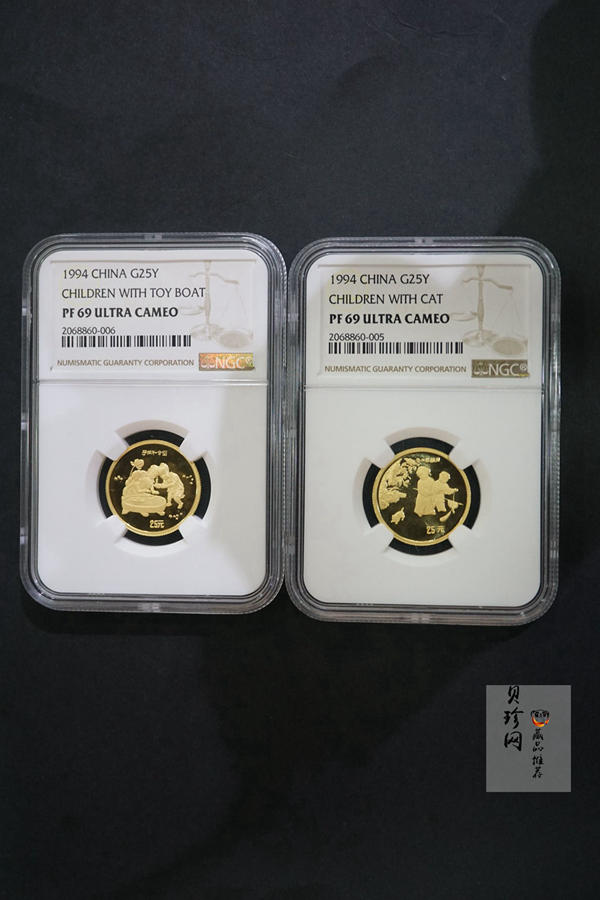 1994 CHINA G25Y
CHILDREN WITH TOY BOAT
PF 69 ULTRA CAMEO
2068860-006
NUMISMATIC GUARANTY CORPORATION
NGC®
25元
1994 CHINA G25Y
CHILDREN WITH CAT
PF 69 ULTRA CAMEO
2068860-005
NUMISMATIC GUARANTY CORPORATION
NGC®
25元
贝珍网
藏品推荐